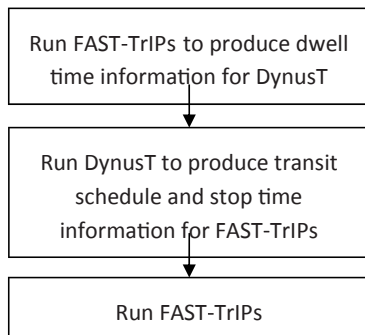 Run FAST-TrIPs to produce dwell
time information for DynusT
Run DynusT to produce transit
schedule and stop time
information for FAST-TrIPs
Run FAST-TrIPs